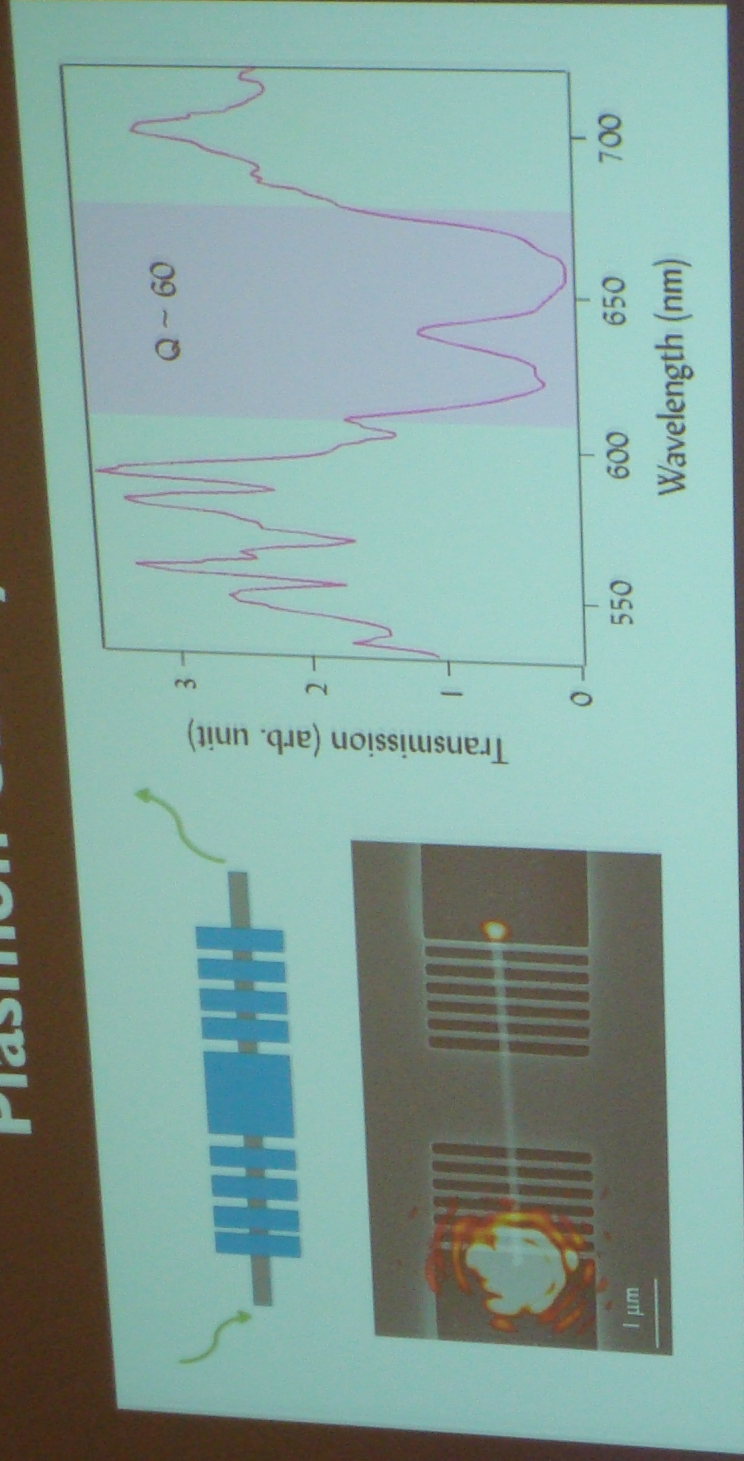 Q ~ 60
3
2
1
0
Transmission (arb. unit)
550
600
650
700
Wavelength (nm)
1 μm